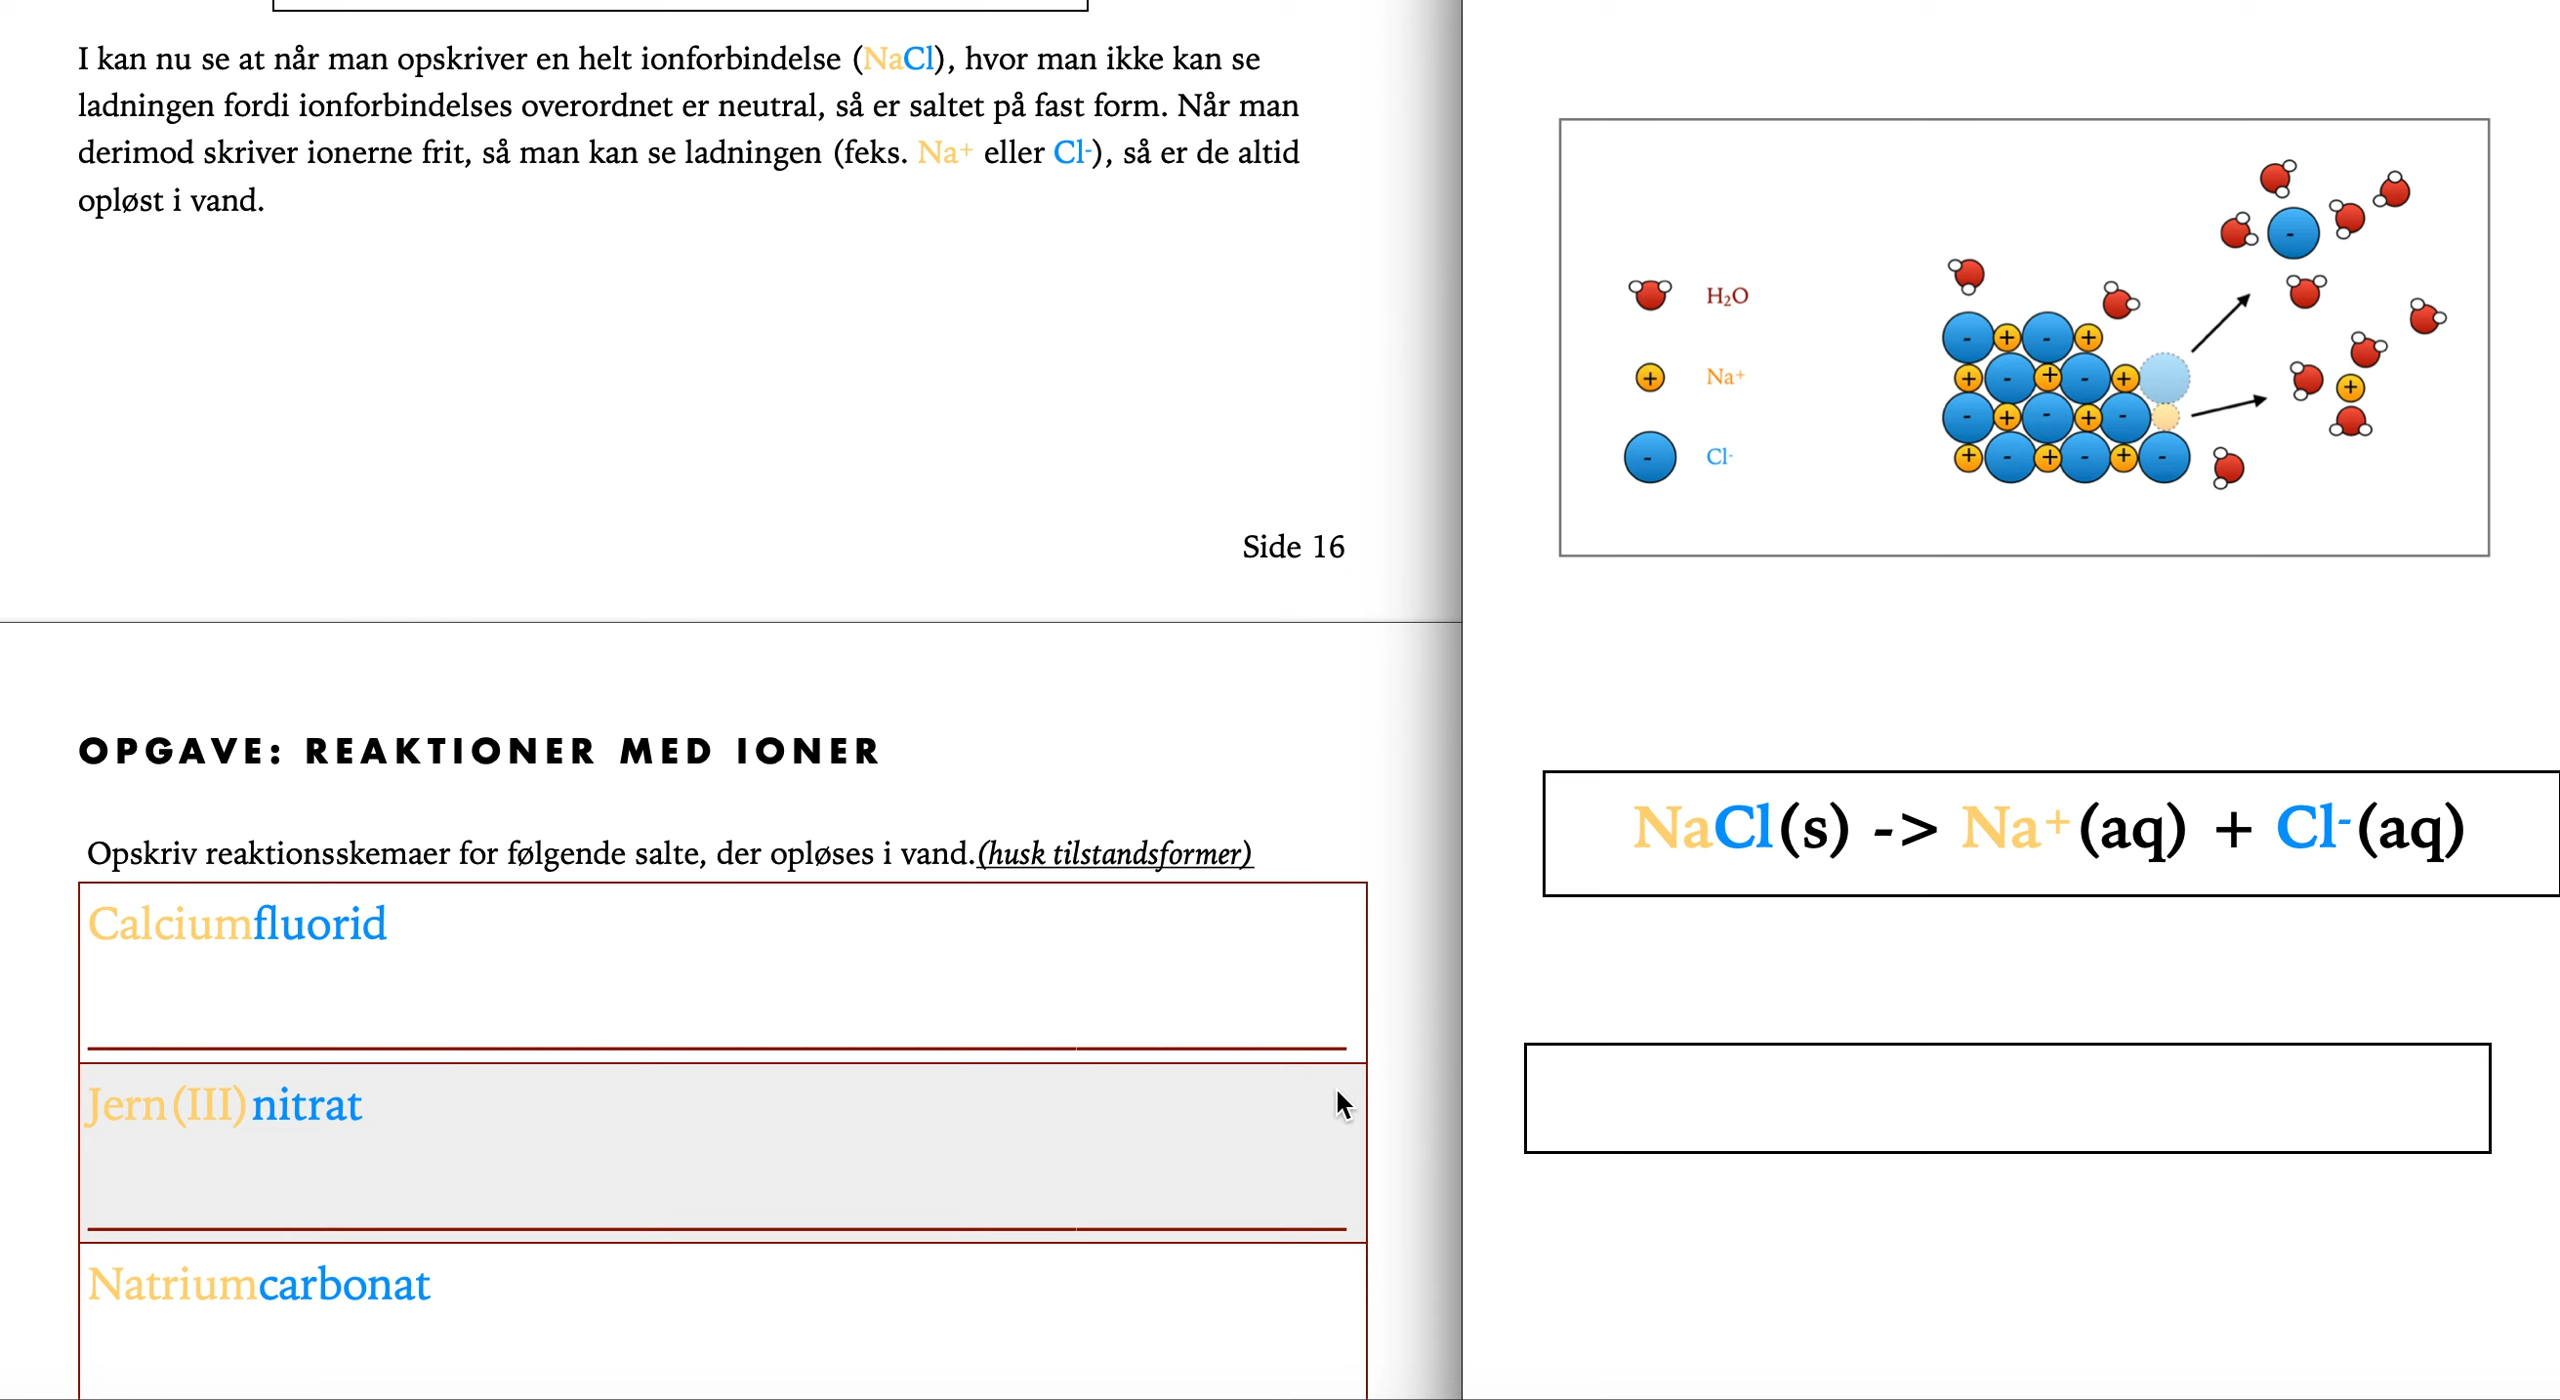 I kan nu se at når man opskriver en helt ionforbindelse (NaCl), hvor man ikke kan se
ladningen fordi ionforbindelses overordnet er neutral, så er saltet på fast form. Når man
derimod skriver ionerne frit, så man kan se ladningen (feks. Na⁺ eller Cl⁻), så er de altid
opløst i vand.
Side 16
OPGAVE: REAKTIONER MED IONER
Opskriv reaktionsskemaer for følgende salte, der opløses i vand.(husk tilstandsformer)
Calciumfluorid
Jern(III)nitrat
Natriumcarbonat
H₂O
Na⁺
Cl⁻
- + - +
+ - + - +
- + - + -
+ - + - + -
-
+
+
-
NaCl(s) -> Na⁺(aq) + Cl⁻(aq)